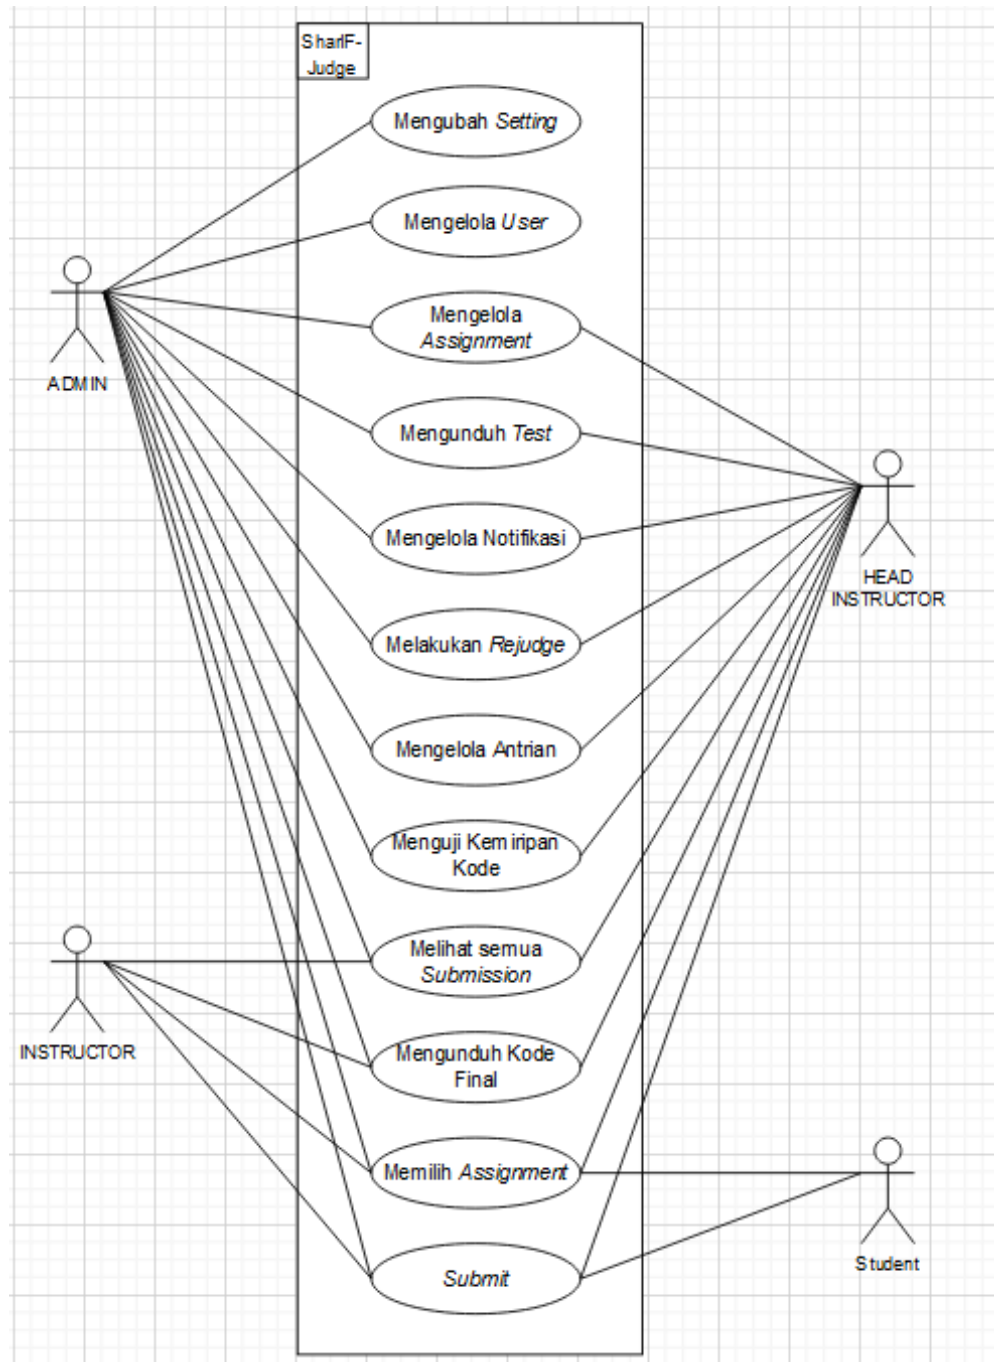 SharIF-
Judge
Mengubah Setting
Mengelola User
Mengelola
Assignment
ADMIN
Mengunduh Test
Mengelola Notifikasi
HEAD
INSTRUCTOR
Melakukan Rejudge
Mengelola Antrian
Menguji Kemiripan
Kode
Melihat semua
Submission
INSTRUCTOR
Mengunduh Kode
Final
Memilih Assignment
Student
Submit